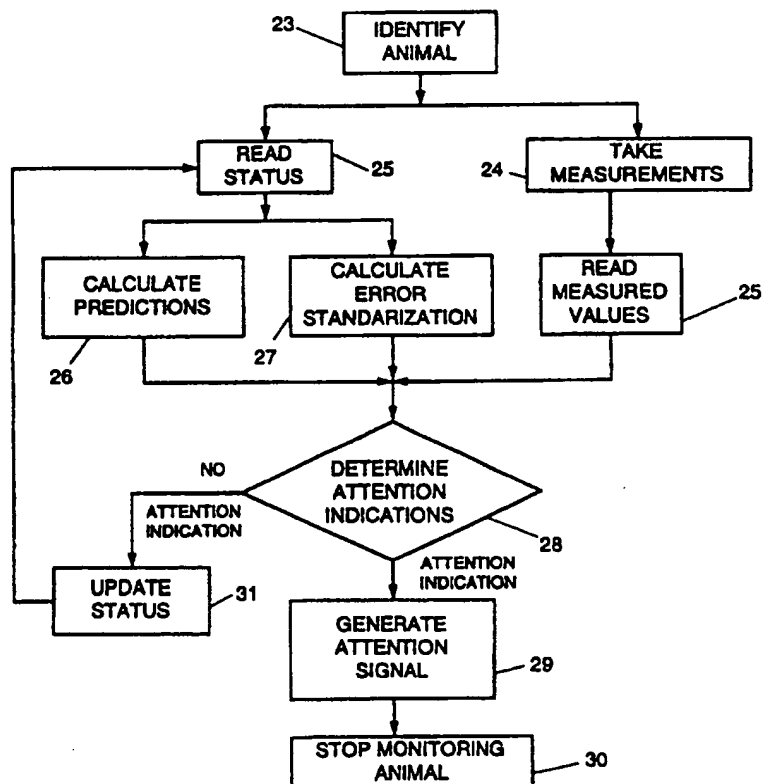 23
IDENTIFY
ANIMAL
READ
STATUS
25
24
TAKE
MEASUREMENTS
CALCULATE
PREDICTIONS
26
CALCULATE
ERROR
STANDARIZATION
27
READ
MEASURED
VALUES
25
NO
ATTENTION
INDICATION
DETERMINE
ATTENTION
INDICATIONS
28
ATTENTION
INDICATION
UPDATE
STATUS
31
GENERATE
ATTENTION
SIGNAL
29
STOP MONITORING
ANIMAL
30